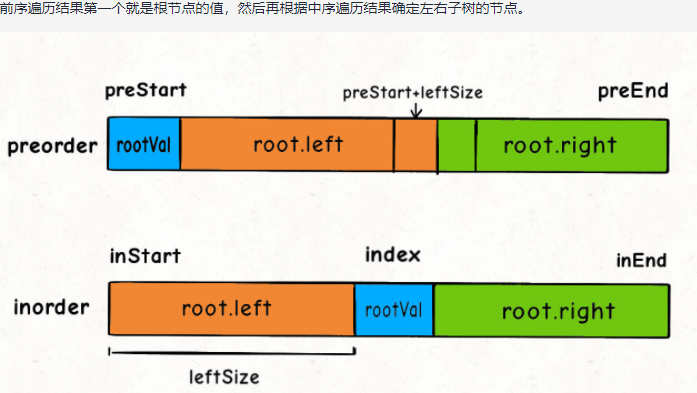 前序遍历结果第一个就是根节点的值，然后再根据中序遍历结果确定左右子树的节点。
preStart preStart+leftSize preEnd
preorder rootVal root.left root.right
inStart index inEnd
inorder root.left rootVal root.right
leftSize